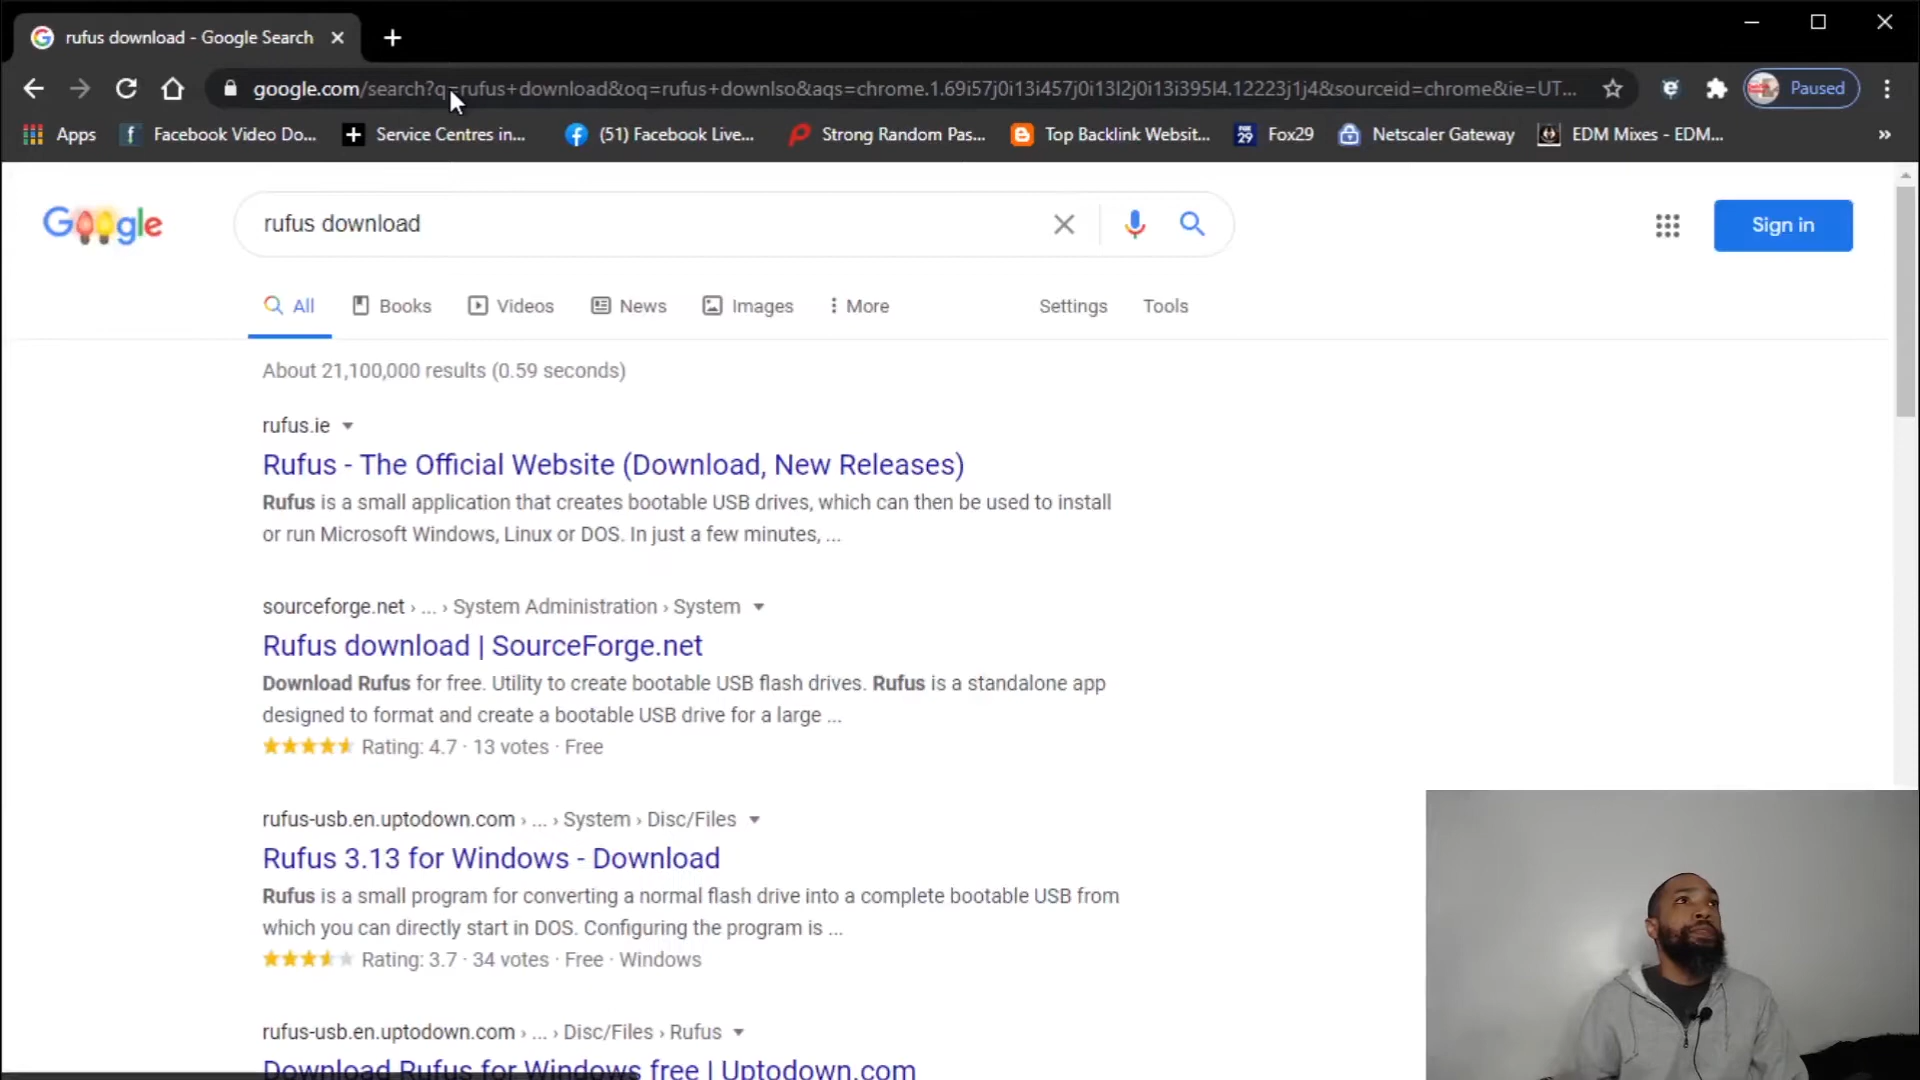 rufus download - Google Search
google.com/search?q=rufus+download&oq=rufus+downlso&aqs=chrome.1.69i57j0i13i457j0i13l2j0i13i395l4.12223j1j4&sourceid=chrome&ie=UT...
Paused
Apps
Facebook Video Do...
Service Centres in...
(51) Facebook Live...
Strong Random Pas...
Top Backlink Websit...
Fox29
Netscaler Gateway
EDM Mixes - EDM...
Google
rufus download
Sign in
All
Books
Videos
News
Images
More
Settings
Tools
About 21,100,000 results (0.59 seconds)
rufus.ie
Rufus - The Official Website (Download, New Releases)
Rufus is a small application that creates bootable USB drives, which can then be used to install
or run Microsoft Windows, Linux or DOS. In just a few minutes, ...
sourceforge.net › ... › System Administration › System
Rufus download | SourceForge.net
Download Rufus for free. Utility to create bootable USB flash drives. Rufus is a standalone app
designed to format and create a bootable USB drive for a large ...
Rating: 4.7 · 13 votes · Free
rufus-usb.en.uptodown.com › ... › System › Disc/Files
Rufus 3.13 for Windows - Download
Rufus is a small program for converting a normal flash drive into a complete bootable USB from
which you can directly start in DOS. Configuring the program is ...
Rating: 3.7 · 34 votes · Free · Windows
rufus-usb.en.uptodown.com › ... › Disc/Files › Rufus
Download Rufus for Windows free | Uptodown.com